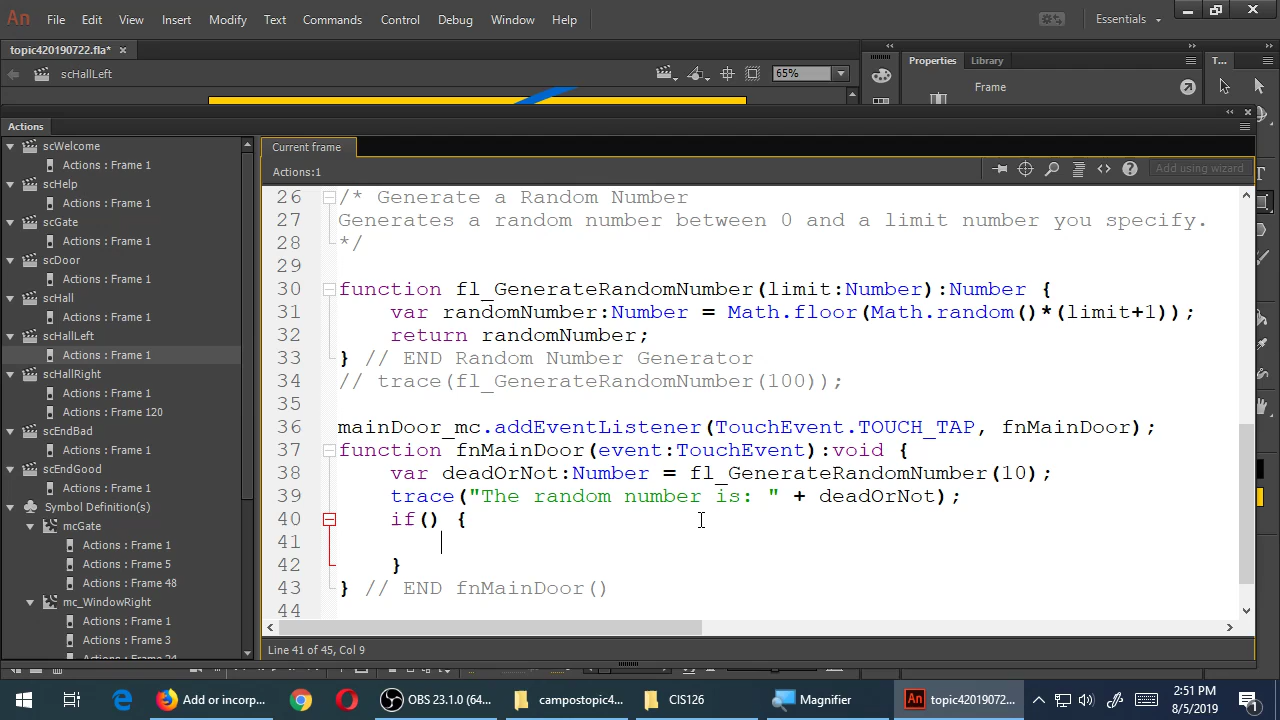 An File Edit View Insert Modify Text Commands Control Debug Window Help Essentials
topic420190722.fla* ×
scHallLeft 65%
Properties Library T...
Frame
Actions
scWelcome
Actions : Frame 1
scHelp
Actions : Frame 1
scGate
Actions : Frame 1
scDoor
Actions : Frame 1
scHall
Actions : Frame 1
scHallLeft
Actions : Frame 1
scHallRight
Actions : Frame 1
Actions : Frame 120
scEndBad
Actions : Frame 1
scEndGood
Actions : Frame 1
Symbol Definition(s)
mcGate
Actions : Frame 1
Actions : Frame 5
Actions : Frame 48
mc_WindowRight
Actions : Frame 1
Actions : Frame 3
Actions : Frame 24
Current frame
Actions:1
Add using wizard
26 /* Generate a Random Number
27 Generates a random number between 0 and a limit number you specify.
28 */
29
30 function fl_GenerateRandomNumber(limit:Number):Number {
31 var randomNumber:Number = Math.floor(Math.random()*(limit+1));
32 return randomNumber;
33 } // END Random Number Generator
34 // trace(fl_GenerateRandomNumber(100));
35
36 mainDoor_mc.addEventListener(TouchEvent.TOUCH_TAP, fnMainDoor);
37 function fnMainDoor(event:TouchEvent):void {
38 var deadOrNot:Number = fl_GenerateRandomNumber(10);
39 trace("The random number is: " + deadOrNot);
40 if() {
41
42 }
43 } // END fnMainDoor()
44
Line 41 of 45, Col 9
Add or incorp...
OBS 23.1.0 (64...
campostopic4...
CIS126
Magnifier
An topic42019072...
2:51 PM
8/5/2019
1